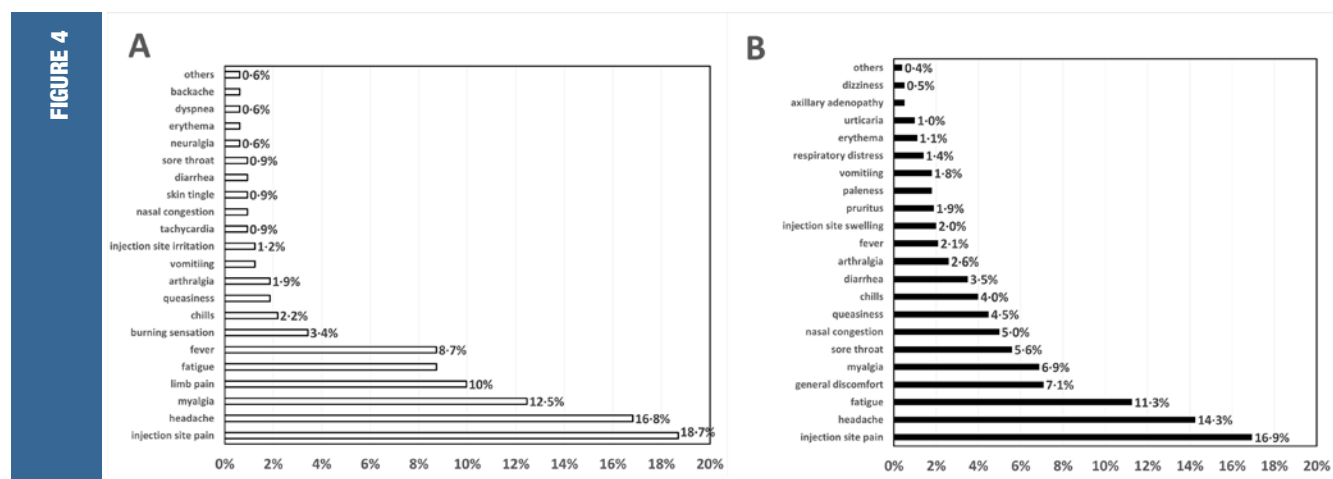 FIGURE 4
A
others 0·6%
backache
dyspnea 0·6%
erythema
neuralgia 0·6%
sore throat 0·9%
diarrhea
skin tingle 0·9%
nasal congestion
tachycardia 0·9%
injection site irritation 1·2%
vomitiing
arthralgia 1·9%
queasiness
chills 2·2%
burning sensation 3·4%
fever 8·7%
fatigue
limb pain 10%
myalgia 12·5%
headache 16·8%
injection site pain 18·7%
0% 2% 4% 6% 8% 10% 12% 14% 16% 18% 20%
B
others 0·4%
dizziness 0·5%
axillary adenopathy
urticaria 1·0%
erythema 1·1%
respiratory distress 1·4%
vomitiing 1·8%
paleness
pruritus 1·9%
injection site swelling 2·0%
fever 2·1%
arthralgia 2·6%
diarrhea 3·5%
chills 4·0%
queasiness 4·5%
nasal congestion 5·0%
sore throat 5·6%
myalgia 6·9%
general discomfort 7·1%
fatigue 11·3%
headache 14·3%
injection site pain 16·9%
0% 2% 4% 6% 8% 10% 12% 14% 16% 18% 20%